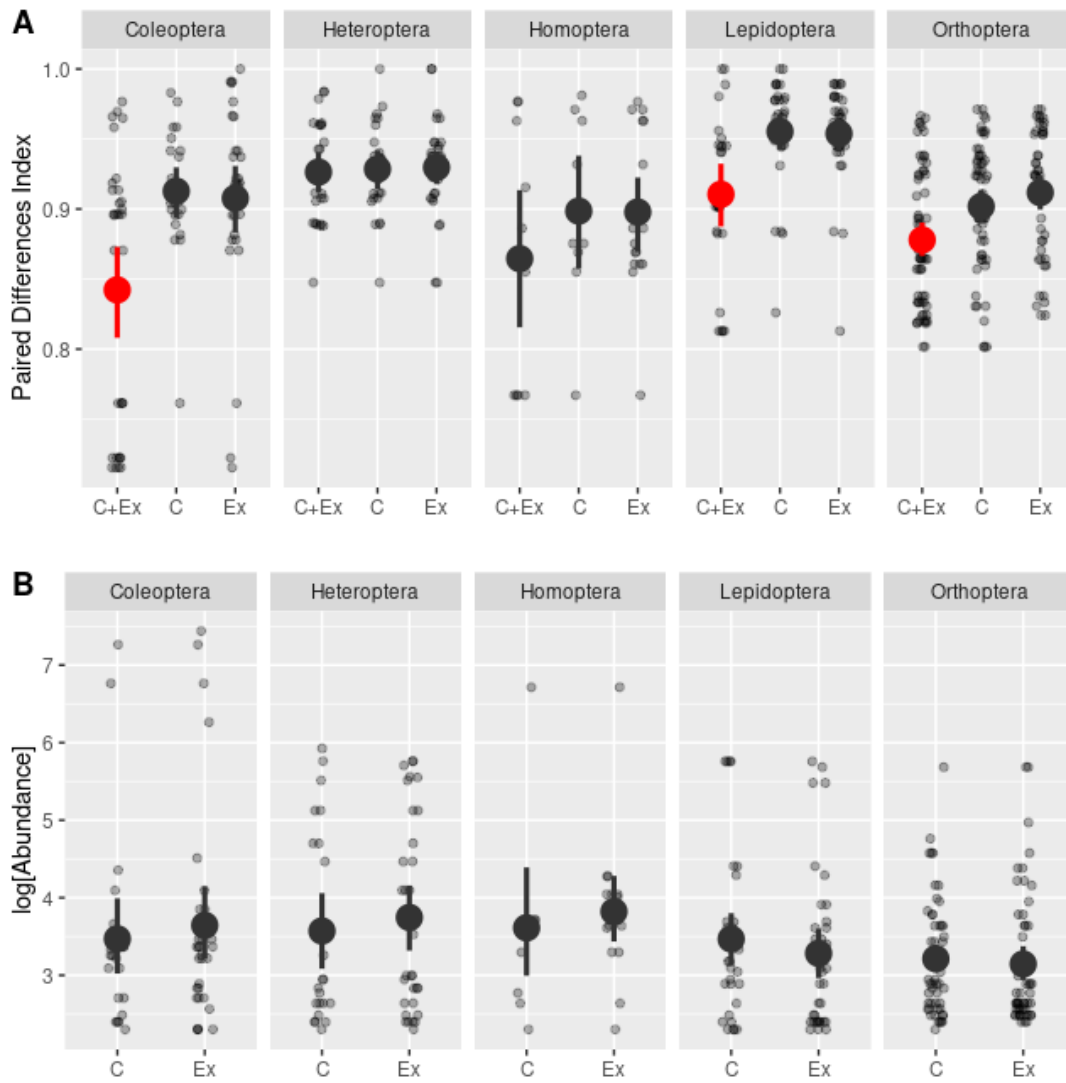 A
Coleoptera Heteroptera Homoptera Lepidoptera Orthoptera
Paired Differences Index
1.0
0.9
0.8
C+Ex C Ex C+Ex C Ex C+Ex C Ex C+Ex C Ex C+Ex C Ex
B
Coleoptera Heteroptera Homoptera Lepidoptera Orthoptera
log[Abundance]
7
6
5
4
3
C Ex C Ex C Ex C Ex C Ex